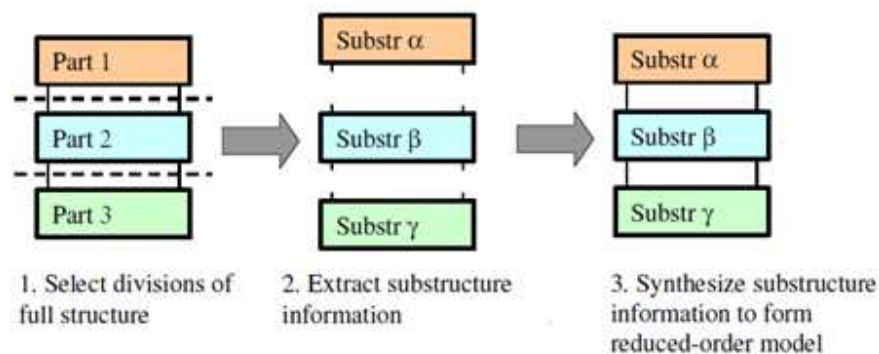 Part 1
Part 2
Part 3
Substr α
Substr β
Substr γ
Substr α
Substr β
Substr γ
1. Select divisions of
full structure
2. Extract substructure
information
3. Synthesize substructure
information to form
reduced-order model